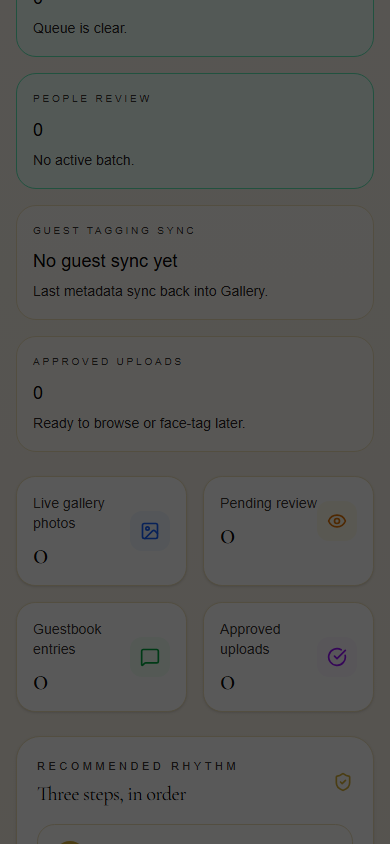 Queue is clear.
PEOPLE REVIEW
0
No active batch.
GUEST TAGGING SYNC
No guest sync yet
Last metadata sync back into Gallery.
APPROVED UPLOADS
0
Ready to browse or face-tag later.
Live gallery
photos
0
Pending review
0
Guestbook
entries
0
Approved
uploads
0
RECOMMENDED RHYTHM
Three steps, in order